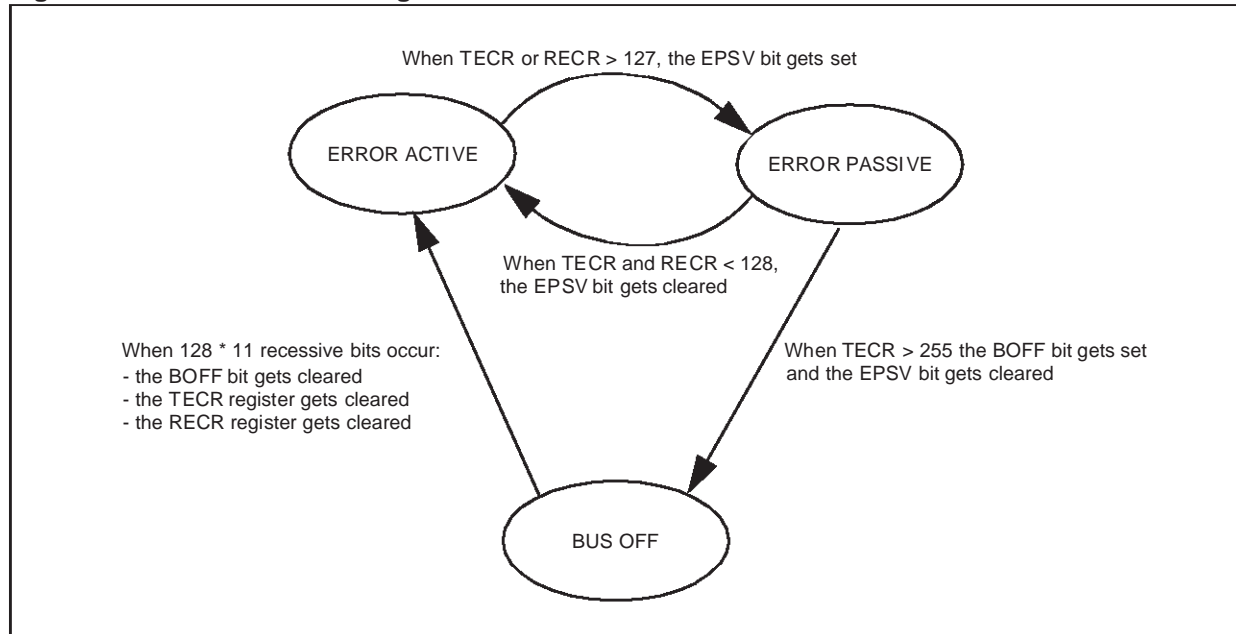 When TECR or RECR > 127, the EPSV bit gets set
ERROR ACTIVE
ERROR PASSIVE
When TECR and RECR < 128,
the EPSV bit gets cleared
When 128 * 11 recessive bits occur:
- the BOFF bit gets cleared
- the TECR register gets cleared
- the RECR register gets cleared
When TECR > 255 the BOFF bit gets set
and the EPSV bit gets cleared
BUS OFF